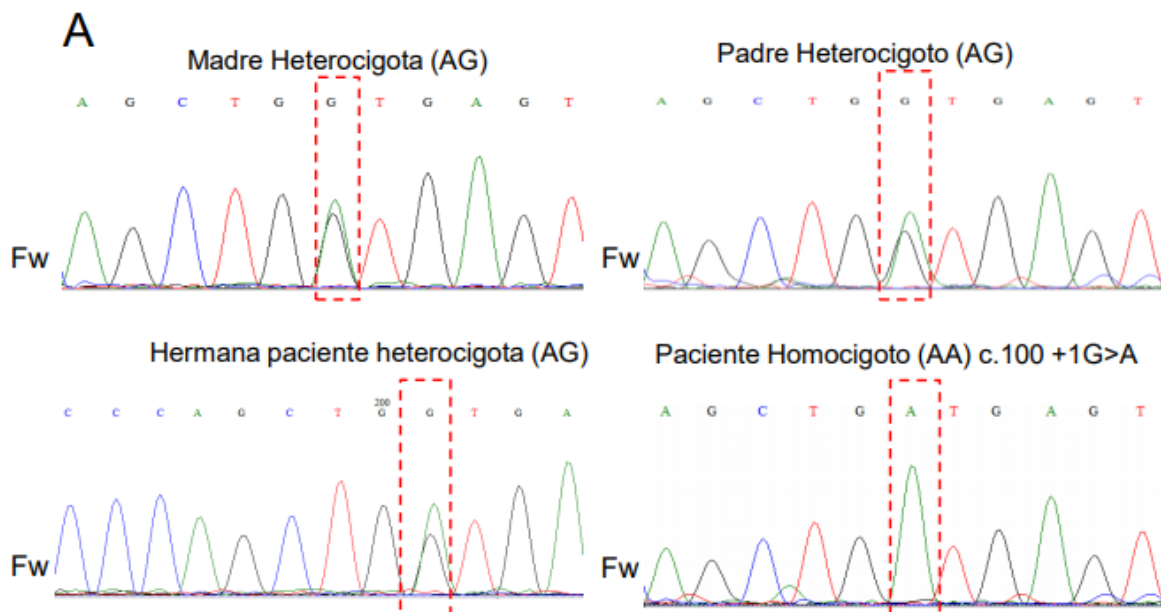 A
Madre Heterocigota (AG)
A G C T G G T G A G T
Fw
Padre Heterocigoto (AG)
A G C T G G T G A G T
Fw
Hermana paciente heterocigota (AG)
200
C C C A G C T G G T G A
Fw
Paciente Homocigoto (AA) c.100 +1G>A
A G C T G A T G A G T
Fw